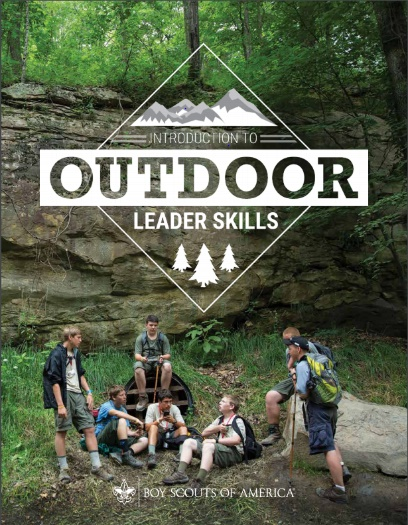 INTRODUCTION TO
OUTDOOR
LEADER SKILLS
BOY SCOUTS OF AMERICA®